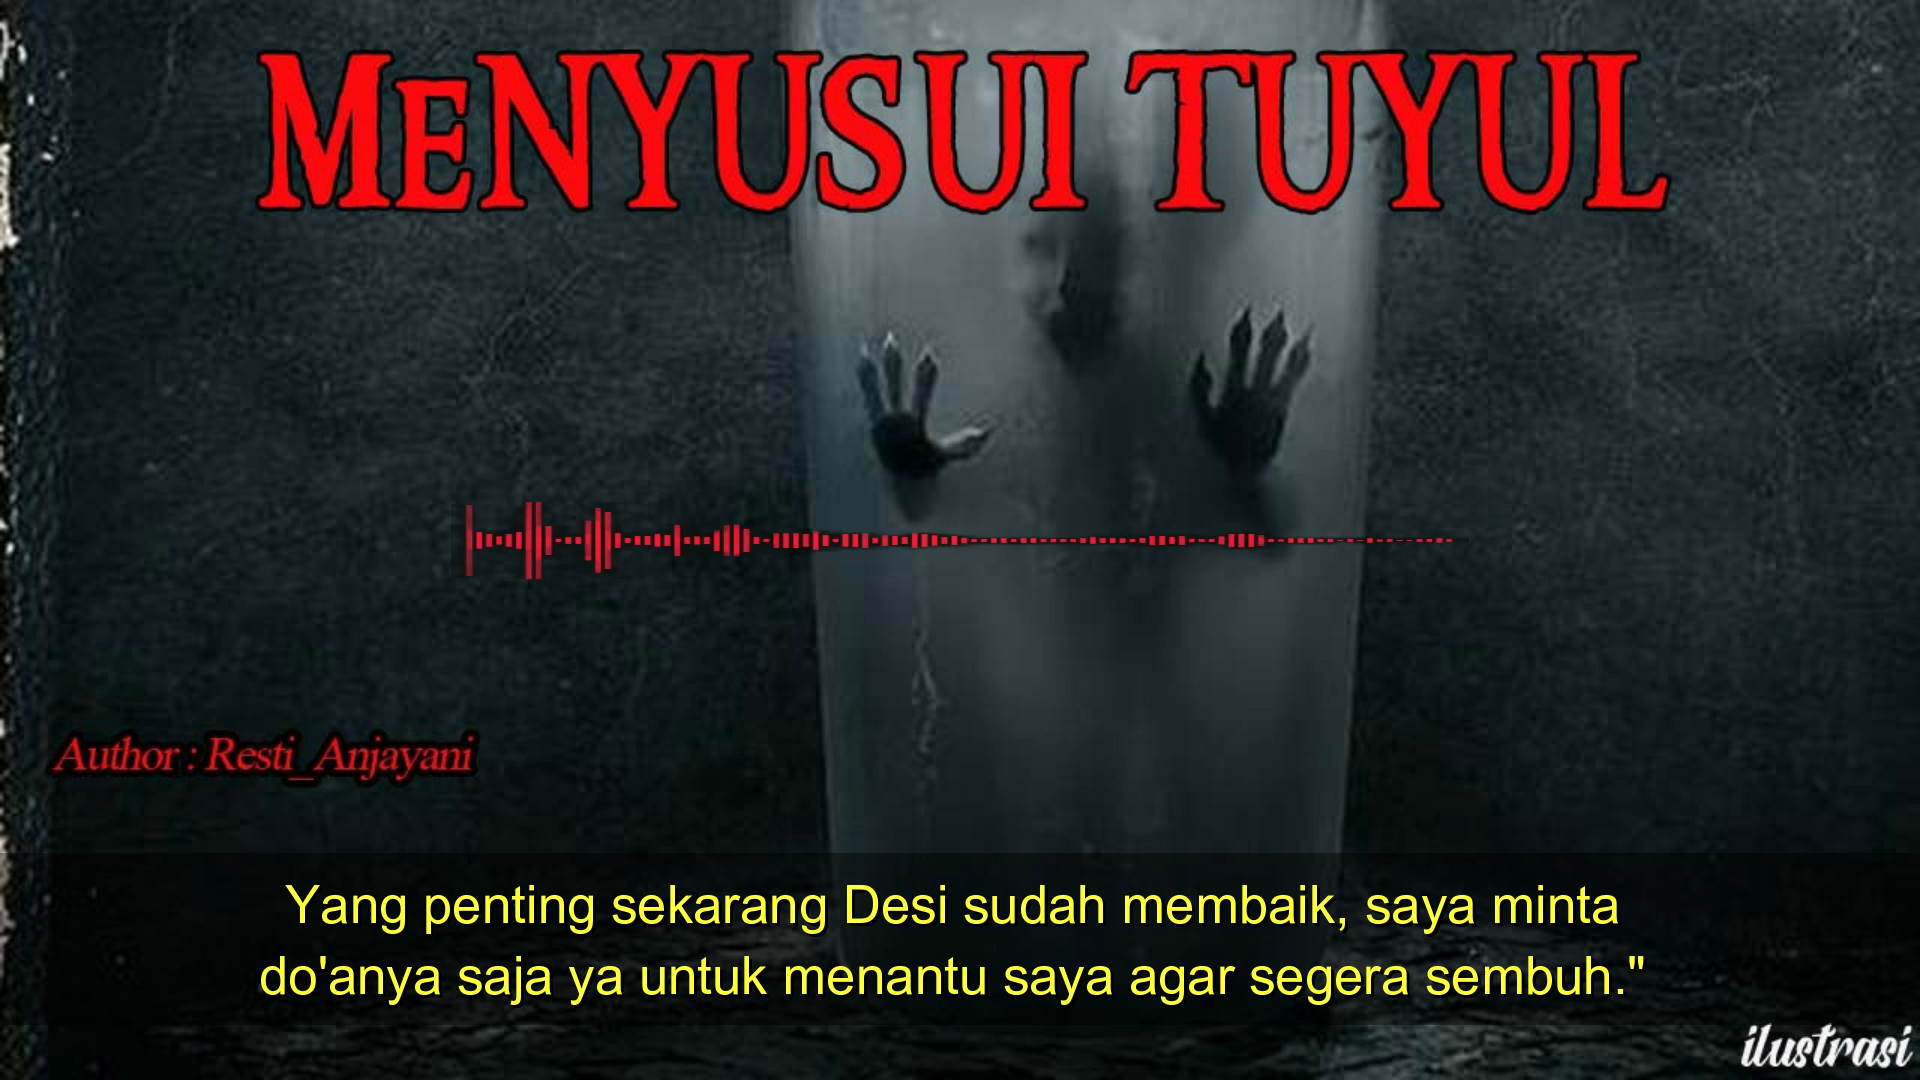 MeNYUSUI TUYUL
Author : Resti_Anjayani
Yang penting sekarang Desi sudah membaik, saya minta
do'anya saja ya untuk menantu saya agar segera sembuh."
ilustrasi